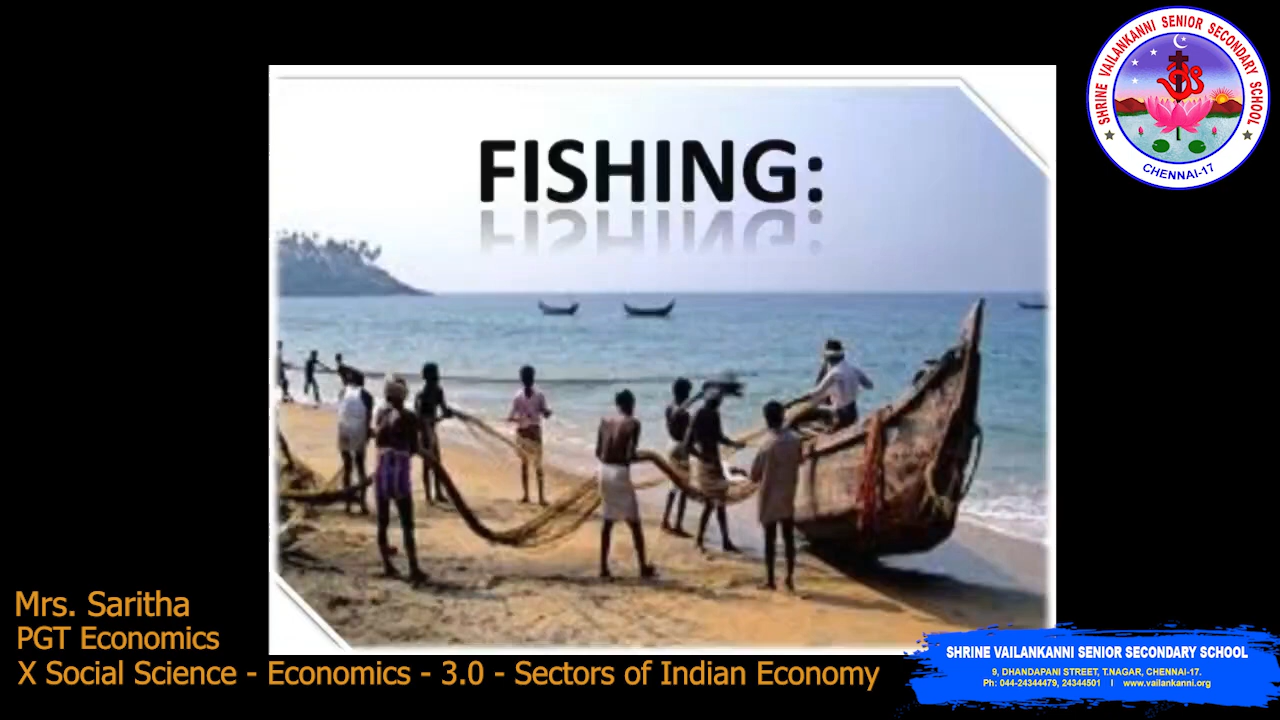 SHRINE VAILANKANNI SENIOR SECONDARY SCHOOL
CHENNAI-17
FISHING:
Mrs. Saritha
PGT Economics
X Social Science - Economics - 3.0 - Sectors of Indian Economy
SHRINE VAILANKANNI SENIOR SECONDARY SCHOOL
9, DHANDAPANI STREET, T.NAGAR, CHENNAI-17.
Ph: 044-24344479, 24344501 I www.vailankanni.org